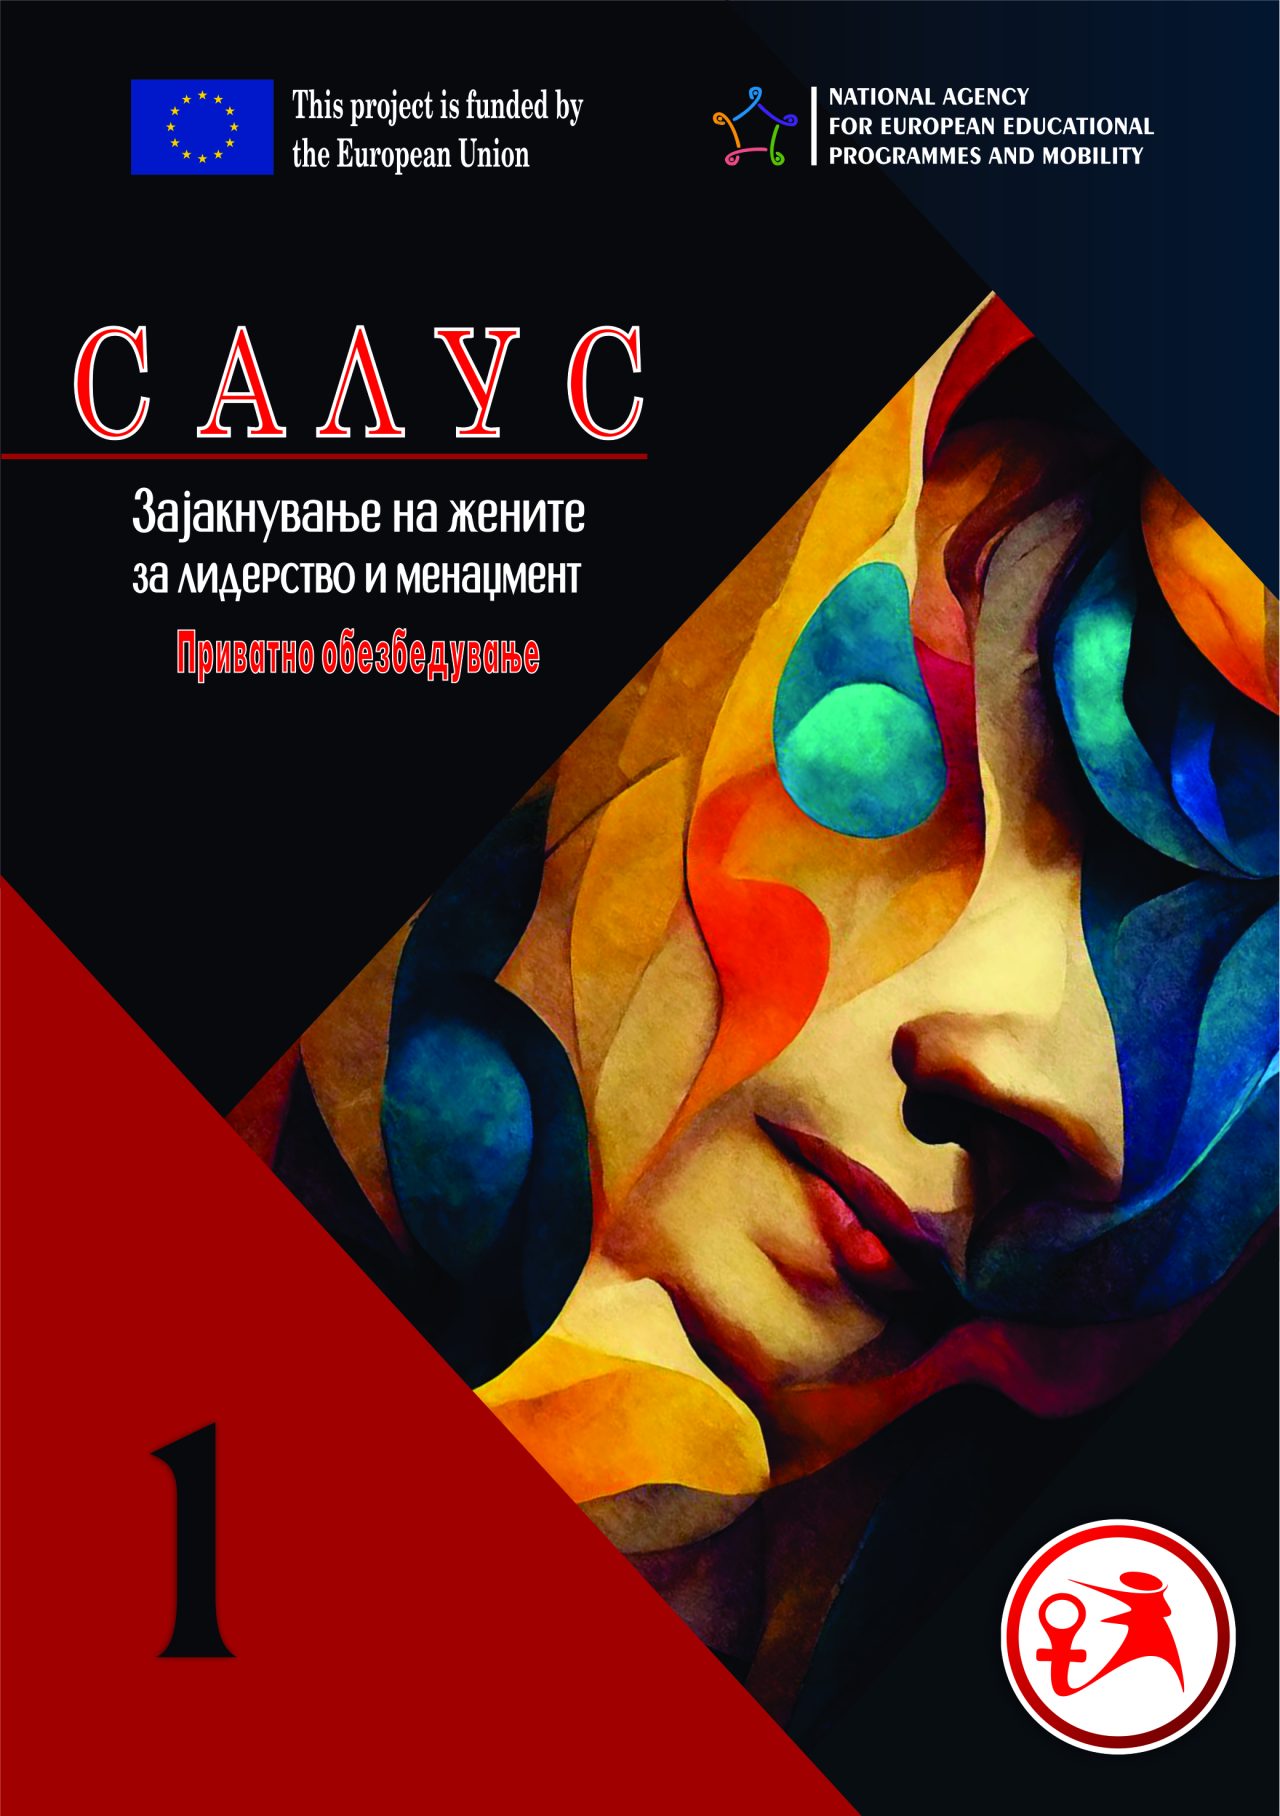 This project is funded by
the European Union
NATIONAL AGENCY
FOR EUROPEAN EDUCATIONAL
PROGRAMMES AND MOBILITY
САЛУС
Зајакнување на жените
за лидерство и менаџмент
Приватно обезбедување
1